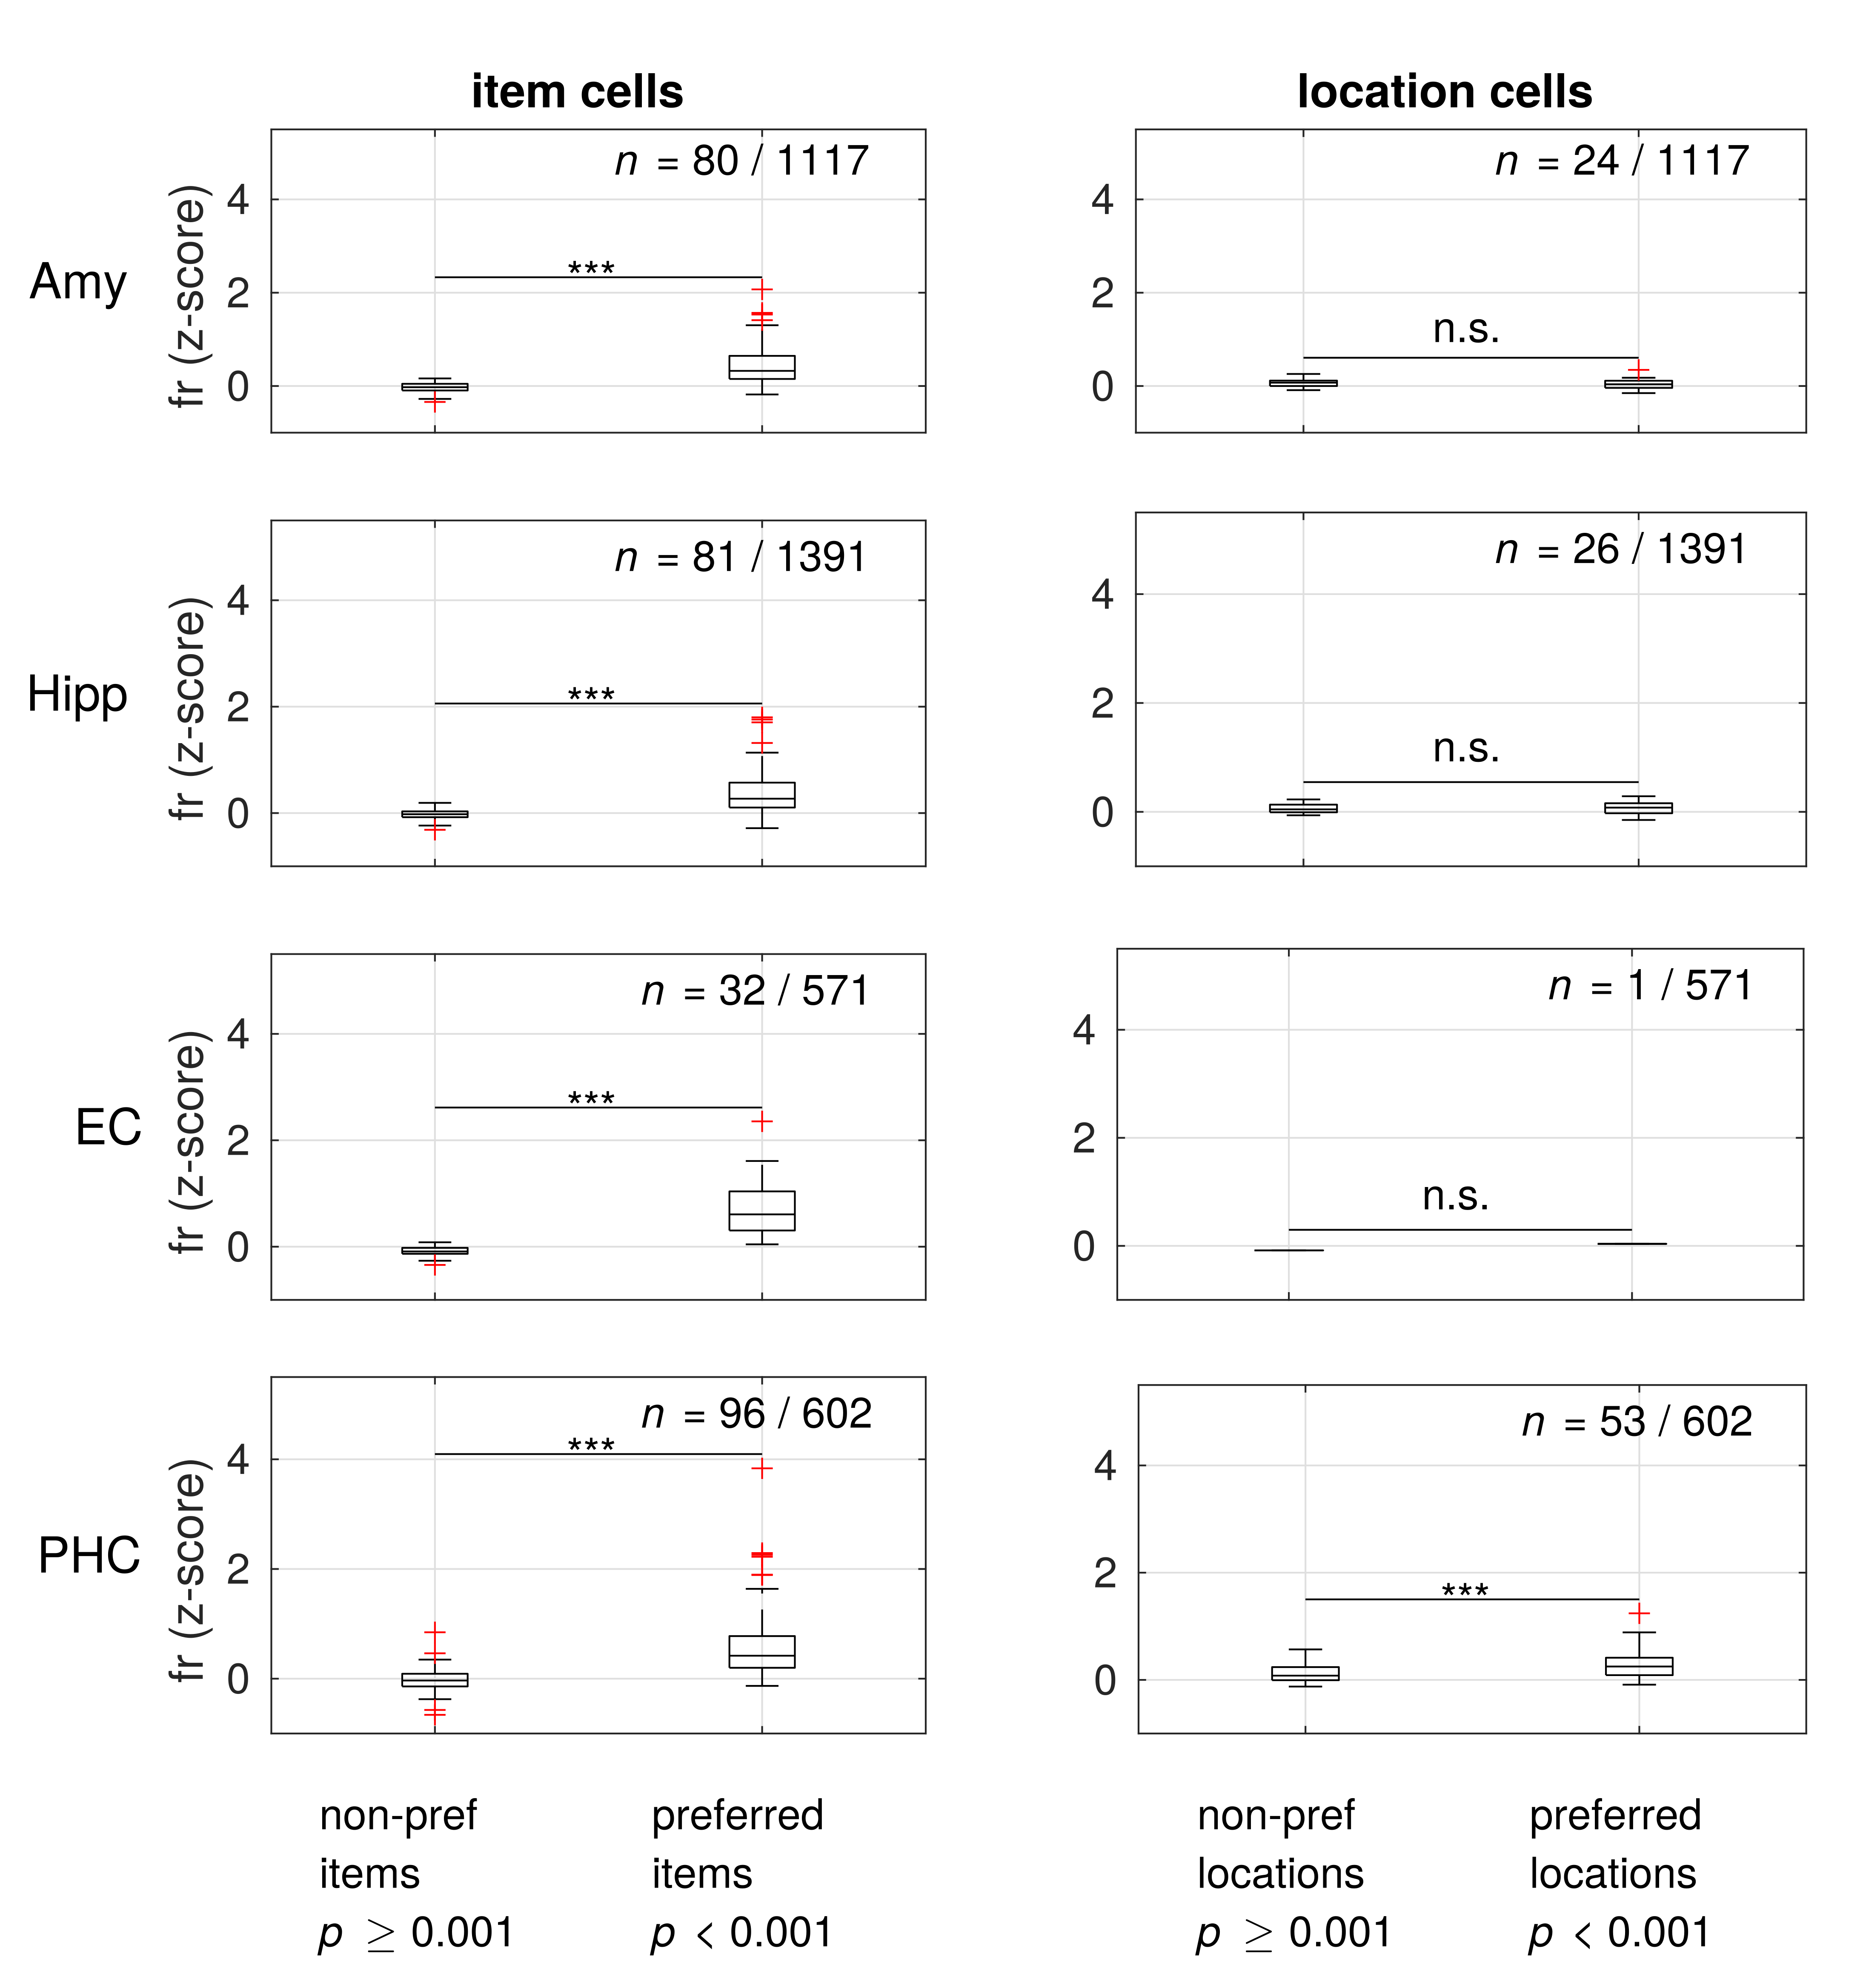 item cells
location cells
Amy
fr (z-score)
4
2
0
n = 80 / 1117
***
4
2
0
n = 24 / 1117
n.s.
Hipp
fr (z-score)
4
2
0
n = 81 / 1391
***
4
2
0
n = 26 / 1391
n.s.
EC
fr (z-score)
4
2
0
n = 32 / 571
***
4
2
0
n = 1 / 571
n.s.
PHC
fr (z-score)
4
2
0
n = 96 / 602
***
4
2
0
n = 53 / 602
***
non-pref
items
p ≥ 0.001
preferred
items
p < 0.001
non-pref
locations
p ≥ 0.001
preferred
locations
p < 0.001